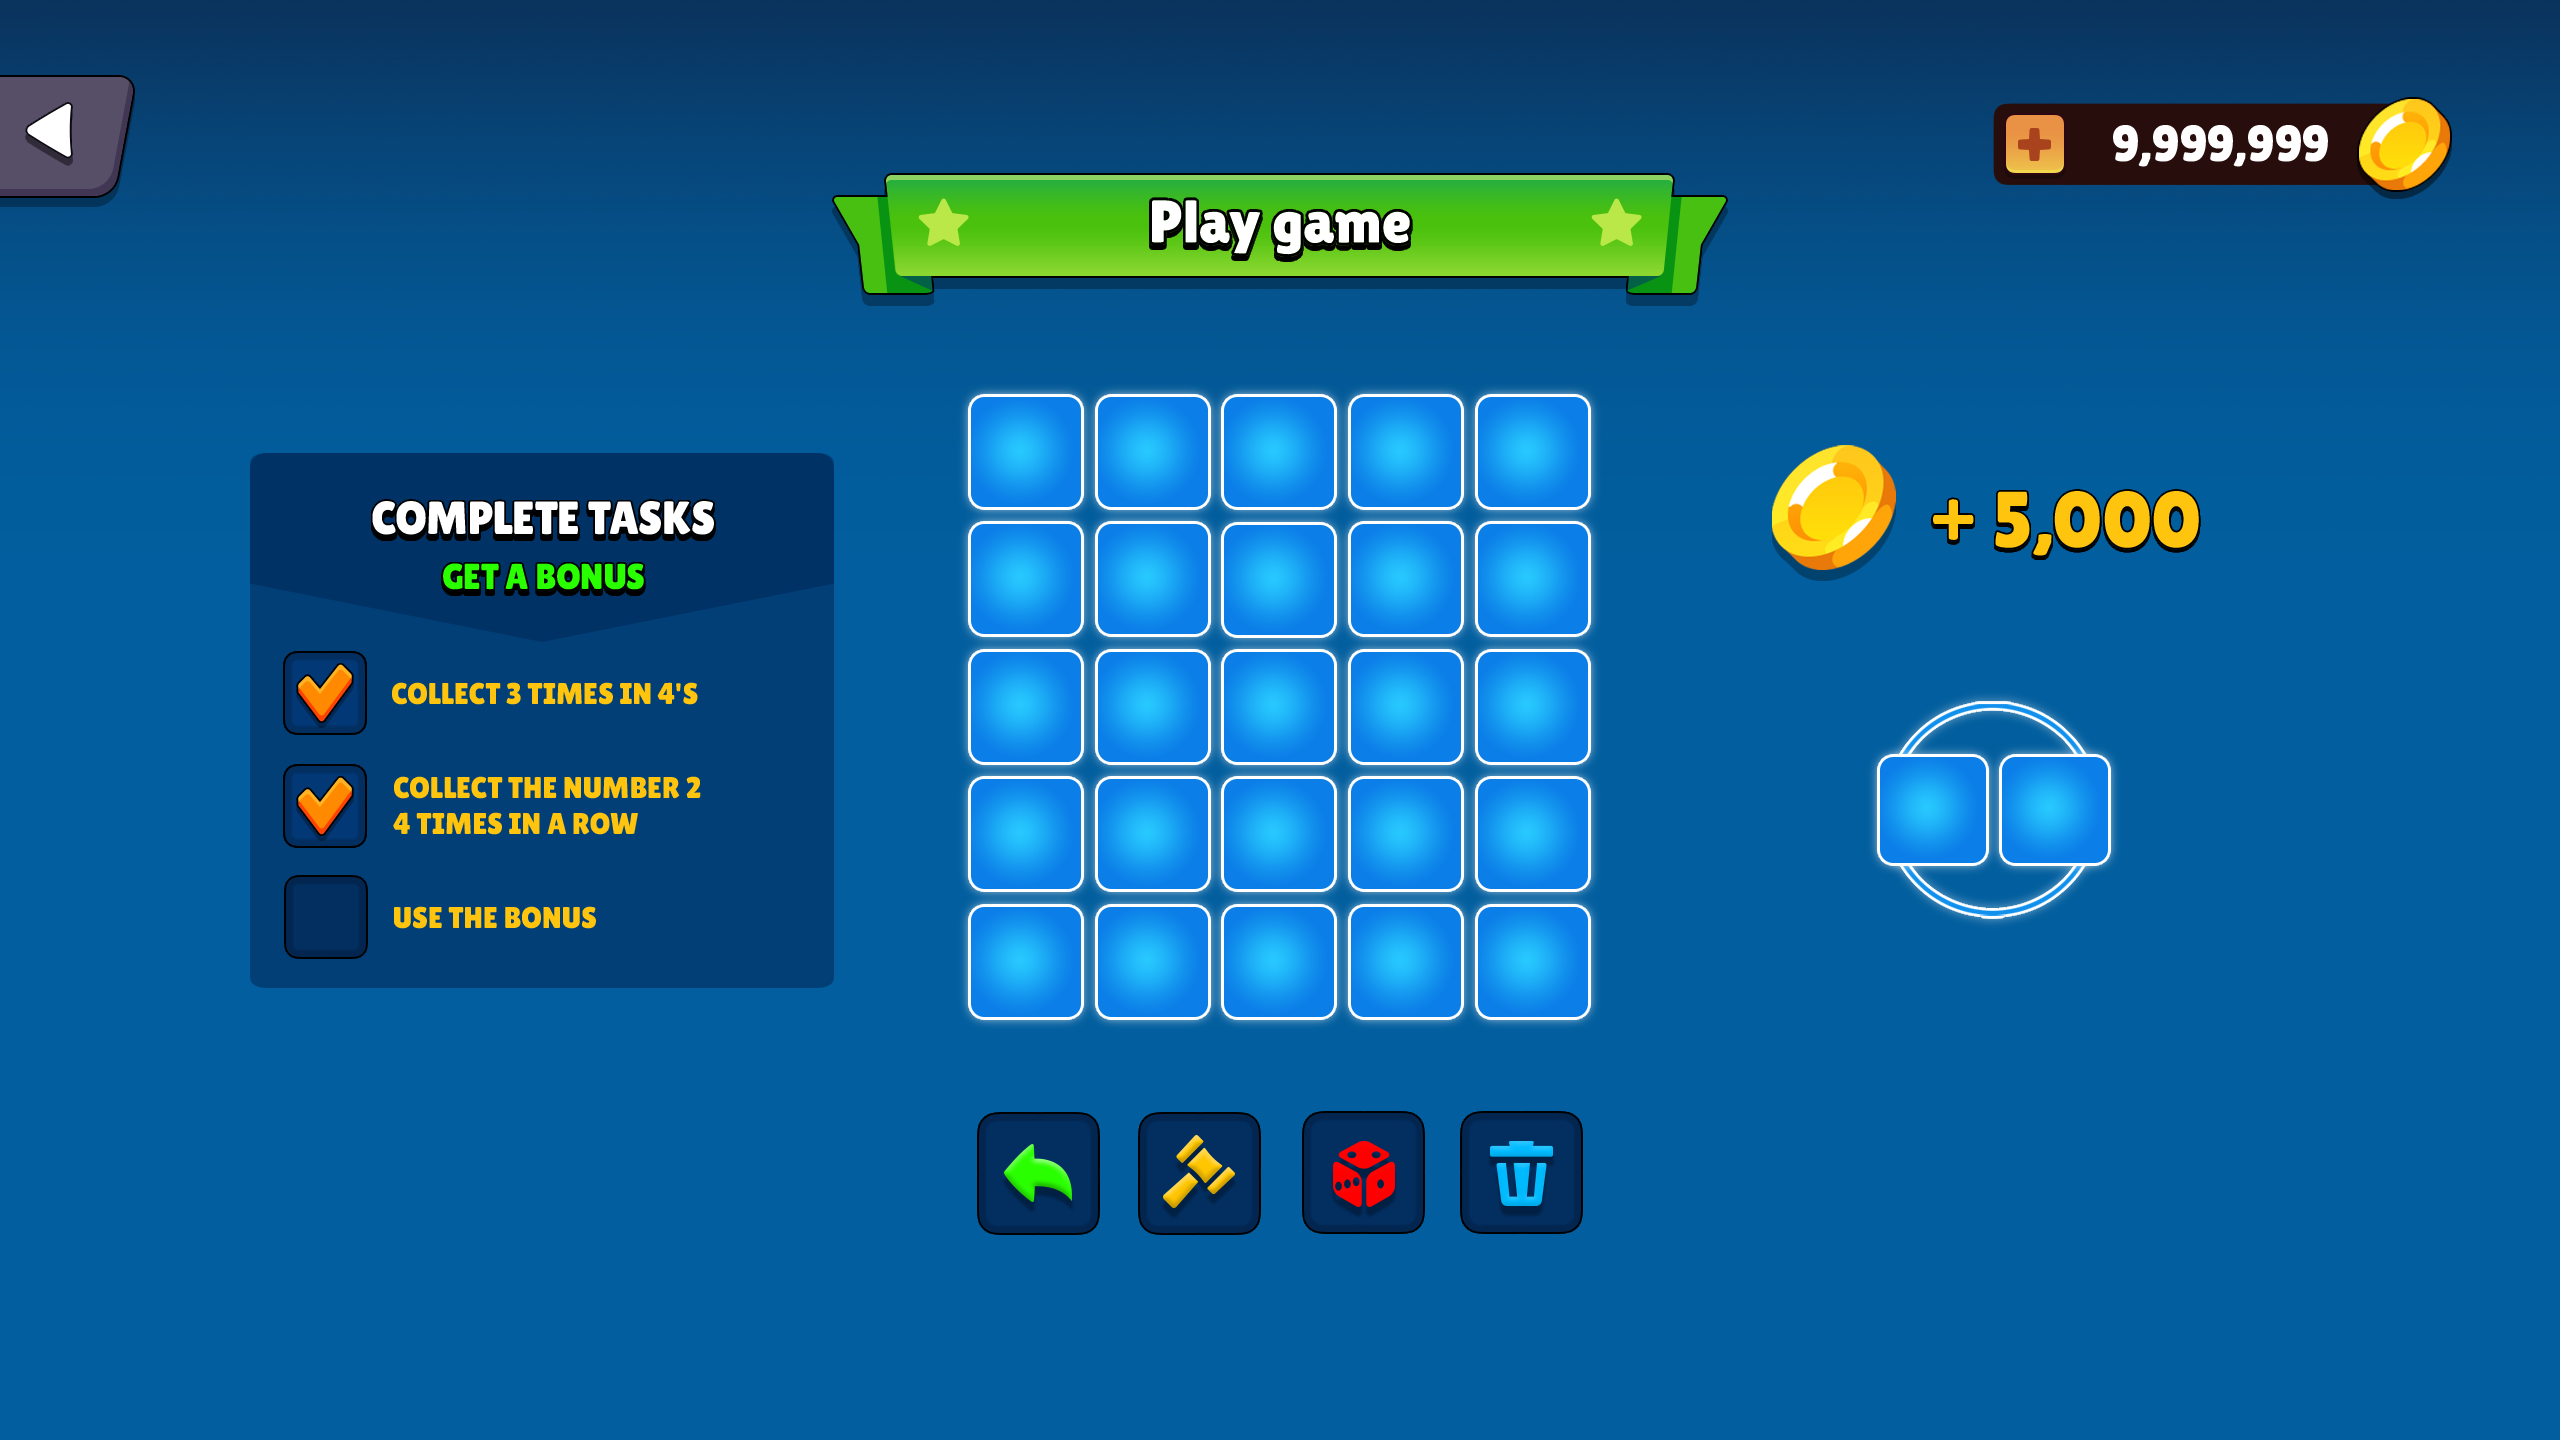 9,999,999
Play game
COMPLETE TASKS
GET A BONUS
COLLECT 3 TIMES IN 4'S
COLLECT THE NUMBER 2
4 TIMES IN A ROW
USE THE BONUS
+ 5,000